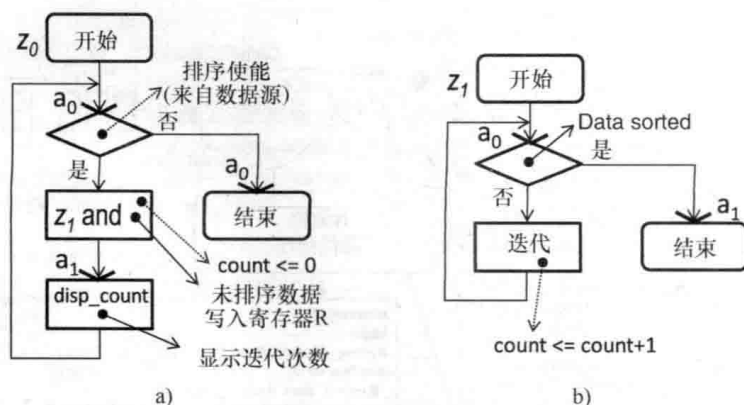 z₀
开始
a₀
排序使能
(来自数据源)
否
是
a₀
结束
z₁ and
count <= 0
a₁
disp_count
未排序数据
写入寄存器R
显示迭代次数
a)
z₁
开始
a₀
Data sorted
是
否
a₁
结束
迭代
count <= count+1
b)